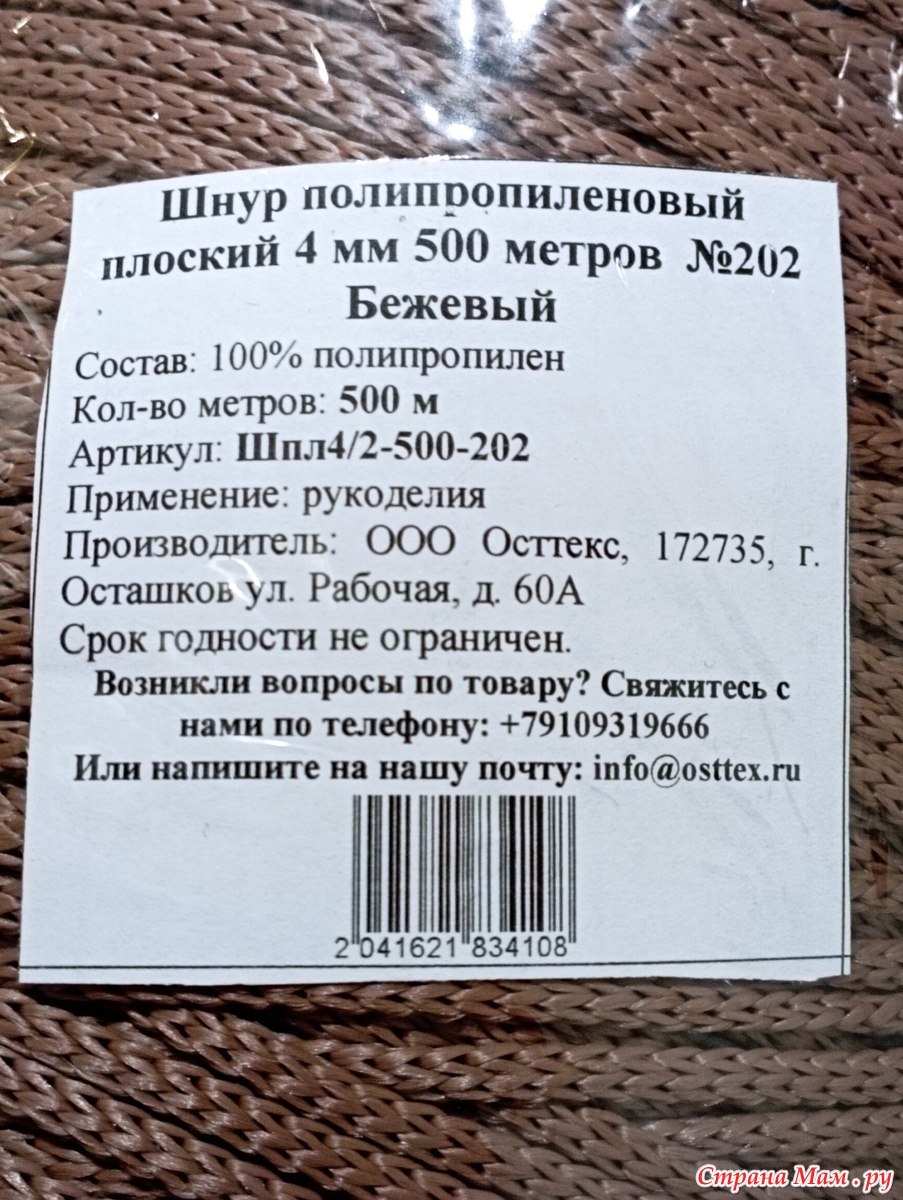 Шнур полипропиленовый
плоский 4 мм 500 метров №202
Бежевый
Состав: 100% полипропилен
Кол-во метров: 500 м
Артикул: Шпл4/2-500-202
Применение: рукоделия
Производитель: ООО Осттекс, 172735, г.
Осташков ул. Рабочая, д. 60А
Срок годности не ограничен.
Возникли вопросы по товару? Свяжитесь с
нами по телефону: +79109319666
Или напишите на нашу почту: info@osttex.ru
2 041621 834108
Страна Мам.ру